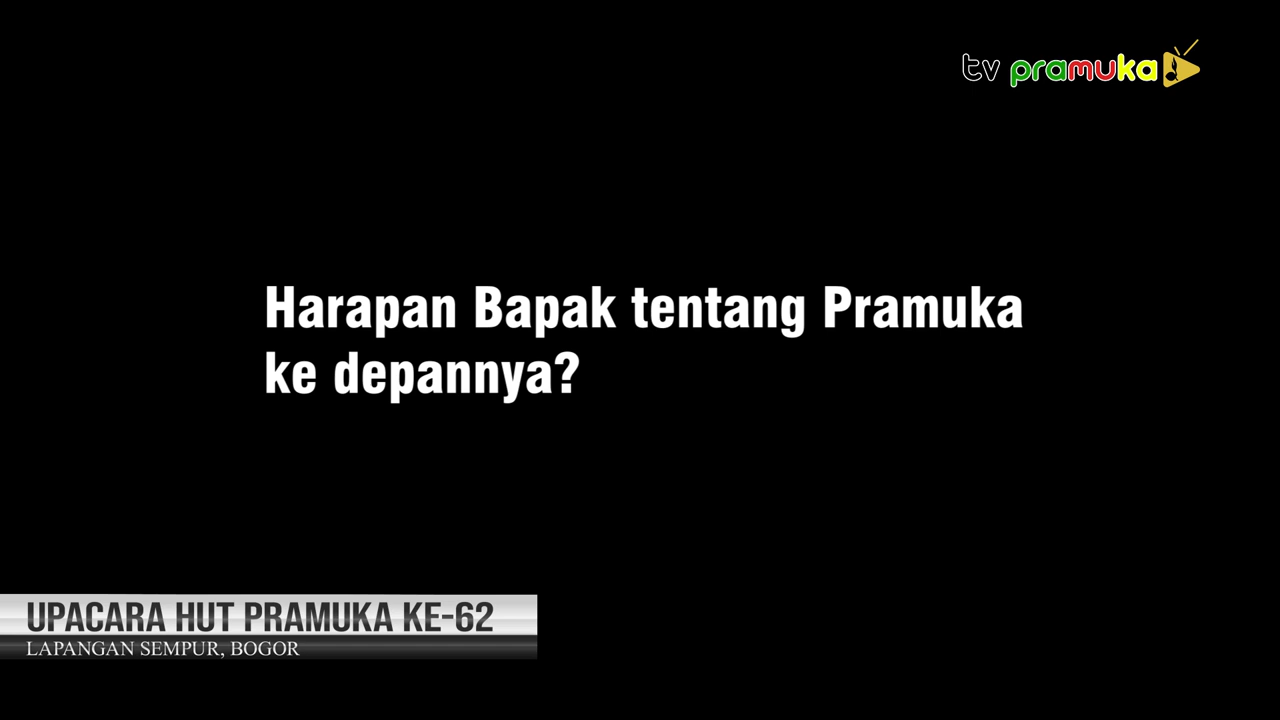 tv pramuka
Harapan Bapak tentang Pramuka
ke depannya?
UPACARA HUT PRAMUKA KE-62
LAPANGAN SEMPUR, BOGOR